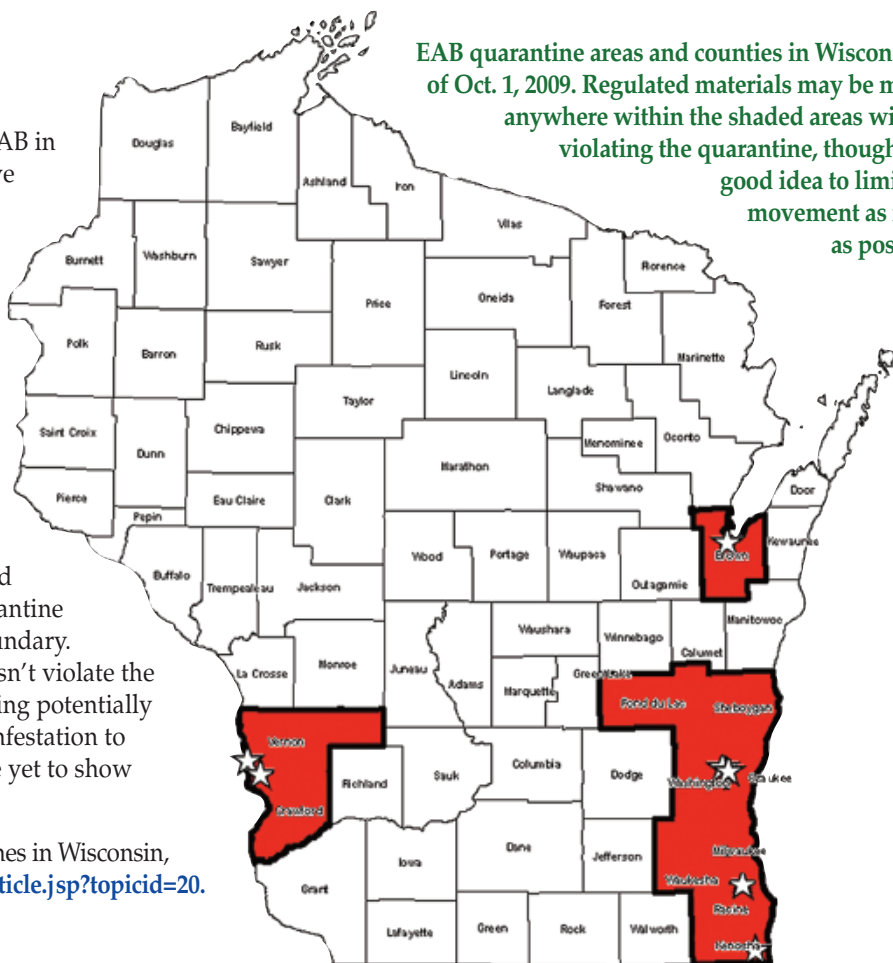 EAB quarantine areas and counties in Wiscon
of Oct. 1, 2009. Regulated materials may be m
anywhere within the shaded areas wi
violating the quarantine, though
good idea to limi
movement as
as pos
AB in
ve
d
antine
undary.
sn't violate the
ing potentially
nfestation to
e yet to show
nes in Wisconsin,
ticle.jsp?topicid=20.
Douglas
Bayfield
Ashland
Iron
Vilas
Burnett
Washburn
Sawyer
Florence
Price
Oneida
Forest
Polk
Barron
Rusk
Marinette
Lincoln
Langlade
Taylor
Saint Croix
Chippewa
Menominee
Oconto
Dunn
Marathon
Pierce
Eau Claire
Clark
Shawano
Door
Pepin
Brown
Kewaunee
Wood
Portage
Waupaca
Buffalo
Trempealeau
Jackson
Outagamie
Manitowoc
Waushara
Winnebago
Calumet
La Crosse
Monroe
Juneau
Adams
Marquette
Green Lake
Fond du Lac
Sheboygan
Vernon
Richland
Sauk
Columbia
Dodge
Washington
Ozaukee
Crawford
Dane
Iowa
Jefferson
Milwaukee
Waukesha
Grant
Racine
Lafayette
Green
Rock
Walworth
Kenosha